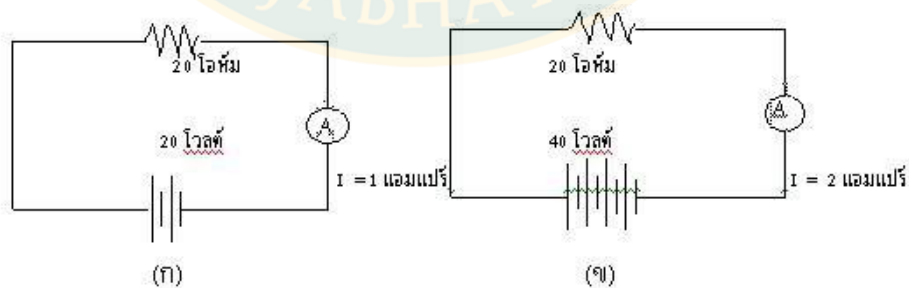 JABHA
20 โอห์ม
A
20 โวลต์
I = 1 แอมแปร์
(ก)
20 โอห์ม
A
40 โวลต์
I = 2 แอมแปร์
(ข)